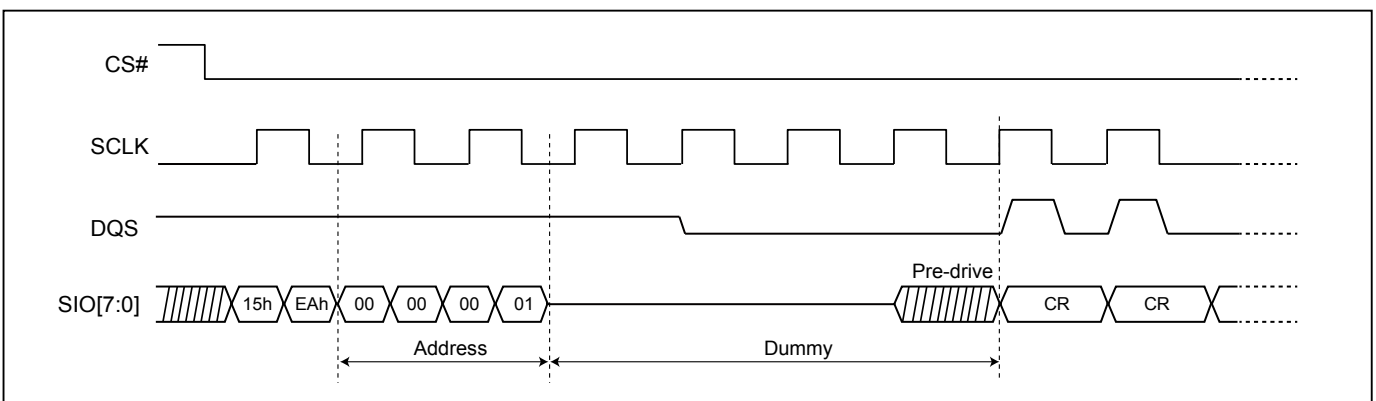 CS#
SCLK
DQS
Pre-drive
SIO[7:0] 15h EAh 00 00 00 01 CR CR
Address Dummy